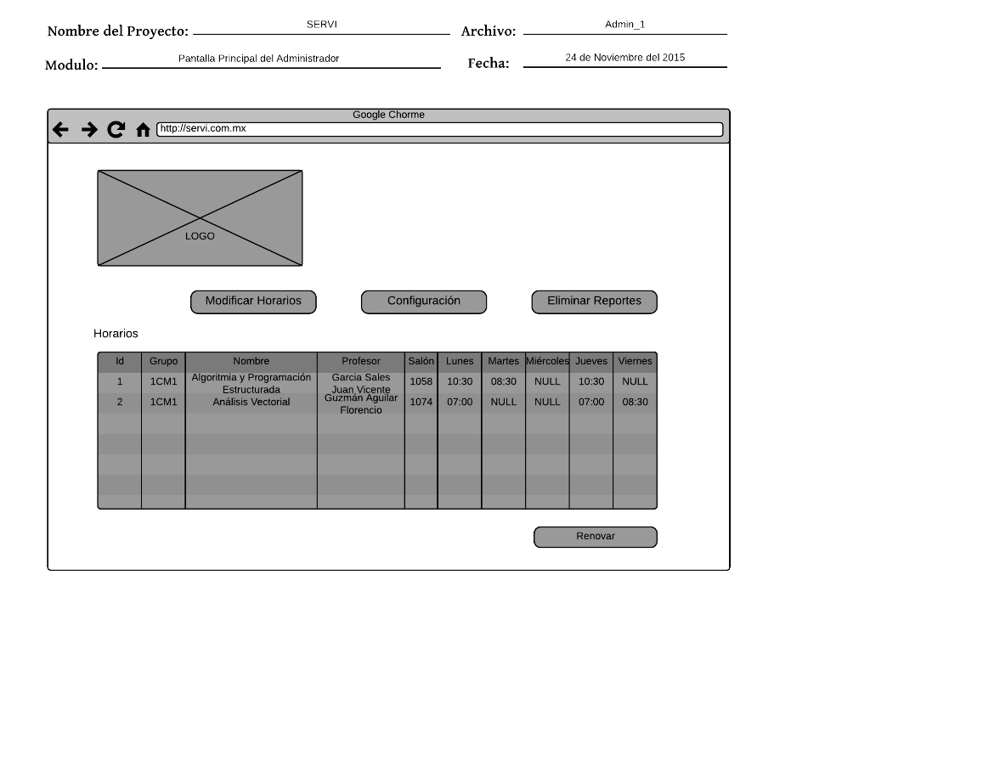 Nombre del Proyecto: SERVI Archivo: Admin_1
Modulo: Pantalla Principal del Administrador Fecha: 24 de Noviembre del 2015
Google Chorme
http://servi.com.mx
LOGO
Modificar Horarios Configuración Eliminar Reportes
Horarios
Id Grupo Nombre Profesor Salón Lunes Martes Miércoles Jueves Viernes
1 1CM1 Algoritmia y Programación Estructurada Garcia Sales Juan Vicente 1058 10:30 08:30 NULL 10:30 NULL
2 1CM1 Análisis Vectorial Guzmán Aguilar Florencio 1074 07:00 NULL NULL 07:00 08:30
Renovar